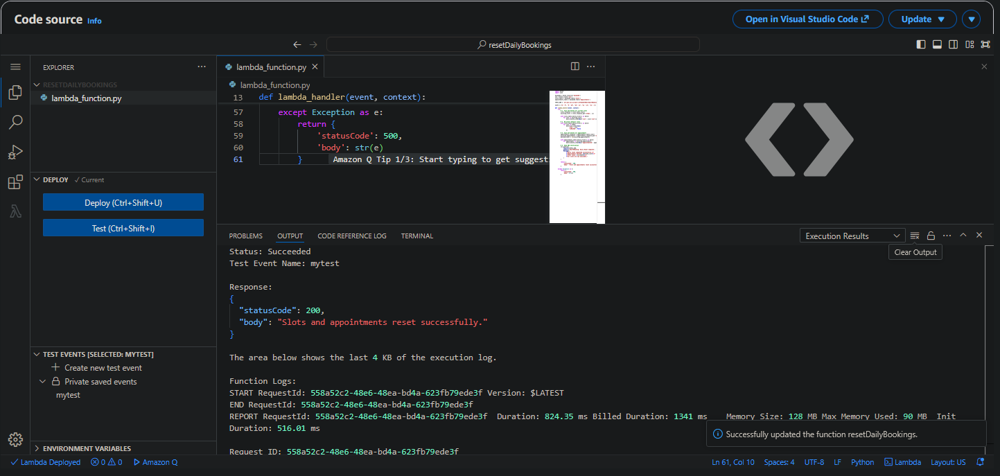 Code source Info
Open in Visual Studio Code
Update
resetDailyBookings
EXPLORER
RESETDAILYBOOKINGS
lambda_function.py
DEPLOY ✓ Current
Deploy (Ctrl+Shift+U)
Test (Ctrl+Shift+I)
TEST EVENTS [SELECTED: MYTEST]
Create new test event
Private saved events
mytest
ENVIRONMENT VARIABLES
lambda_function.py
lambda_function.py
13 def lambda_handler(event, context):
57 except Exception as e:
58 return {
59 'statusCode': 500,
60 'body': str(e)
61 } Amazon Q Tip 1/3: Start typing to get suggest
PROBLEMS OUTPUT CODE REFERENCE LOG TERMINAL
Execution Results
Clear Output
Status: Succeeded
Test Event Name: mytest
Response:
{
"statusCode": 200,
"body": "Slots and appointments reset successfully."
}
The area below shows the last 4 KB of the execution log.
Function Logs:
START RequestId: 558a52c2-48e6-48ea-bd4a-623fb79ede3f Version: $LATEST
END RequestId: 558a52c2-48e6-48ea-bd4a-623fb79ede3f
REPORT RequestId: 558a52c2-48e6-48ea-bd4a-623fb79ede3f Duration: 824.35 ms Billed Duration: 1341 ms Memory Size: 128 MB Max Memory Used: 90 MB Init
Duration: 516.01 ms
Request ID: 558a52c2-48e6-48ea-bd4a-623fb79ede3f
Successfully updated the function resetDailyBookings.
Lambda Deployed 0 0 Amazon Q
Ln 61, Col 10 Spaces: 4 UTF-8 LF Python Lambda Layout: US